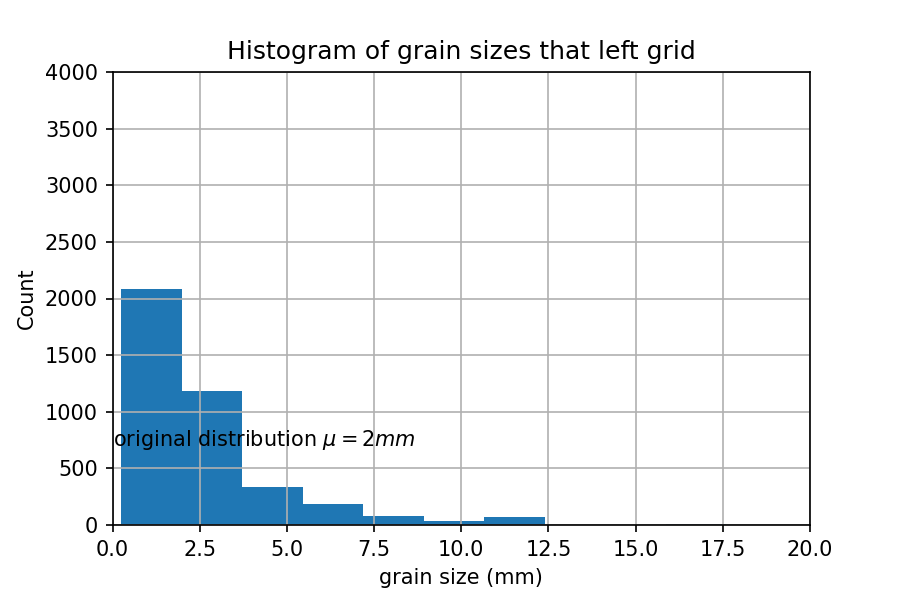 Histogram of grain sizes that left grid
4000
3500
3000
2500
2000
1500
1000
500
0
Count
original distribution μ = 2mm
0.0 2.5 5.0 7.5 10.0 12.5 15.0 17.5 20.0
grain size (mm)